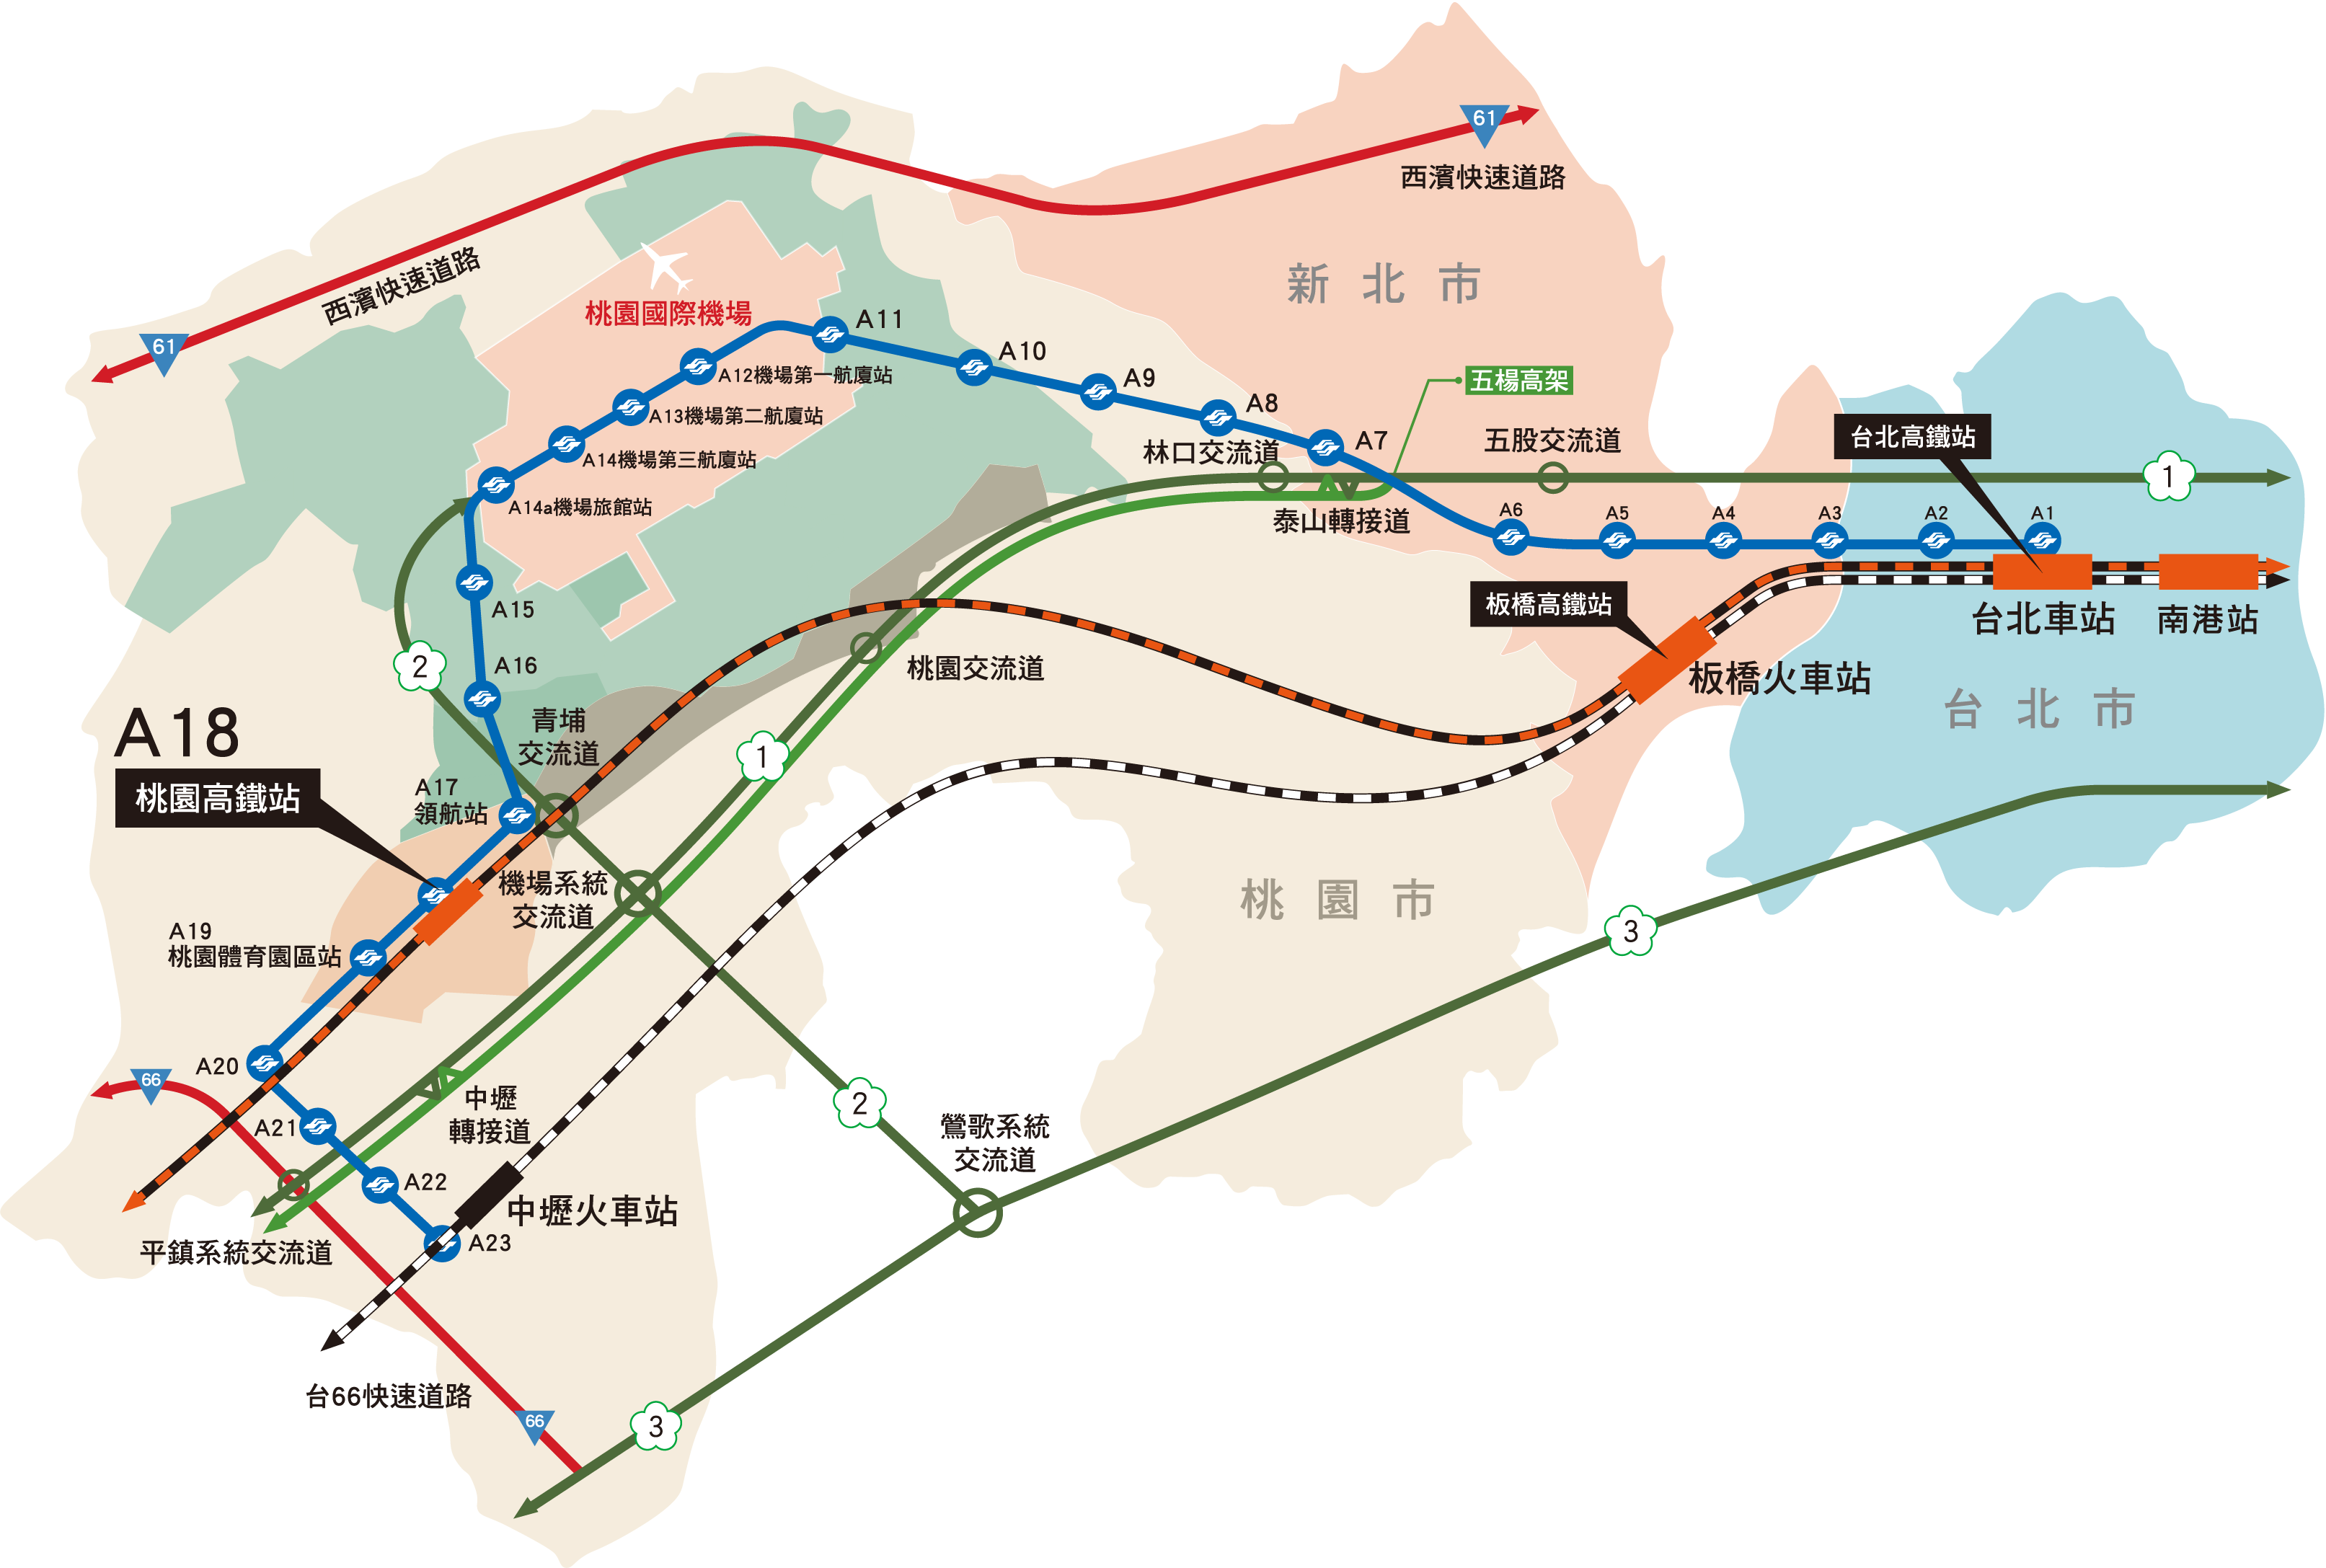 61
西濱快速道路
新 北 市
西濱快速道路
61
桃園國際機場
A11
A10
A9
A8
A7
A12機場第一航廈站
A13機場第二航廈站
A14機場第三航廈站
A14a機場旅館站
五楊高架
林口交流道
五股交流道
泰山轉接道
台北高鐵站
1
A6
A5
A4
A3
A2
A1
板橋高鐵站
台北車站
南港站
板橋火車站
台 北 市
A15
A16
2
桃園交流道
A18
桃園高鐵站
青埔
交流道
1
A17
領航站
機場系統
交流道
桃 園 市
A19
桃園體育園區站
3
A20
66
A21
中壢
轉接道
2
鶯歌系統
交流道
A22
中壢火車站
A23
平鎮系統交流道
台66快速道路
66
3